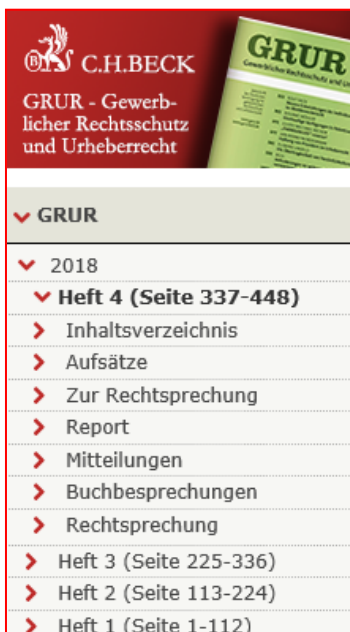 C.H.BECK
GRUR - Gewerb-
licher Rechtsschutz
und Urheberrecht
GRUR
GRUR
2018
Heft 4 (Seite 337-448)
Inhaltsverzeichnis
Aufsätze
Zur Rechtsprechung
Report
Mitteilungen
Buchbesprechungen
Rechtsprechung
Heft 3 (Seite 225-336)
Heft 2 (Seite 113-224)
Heft 1 (Seite 1-112)